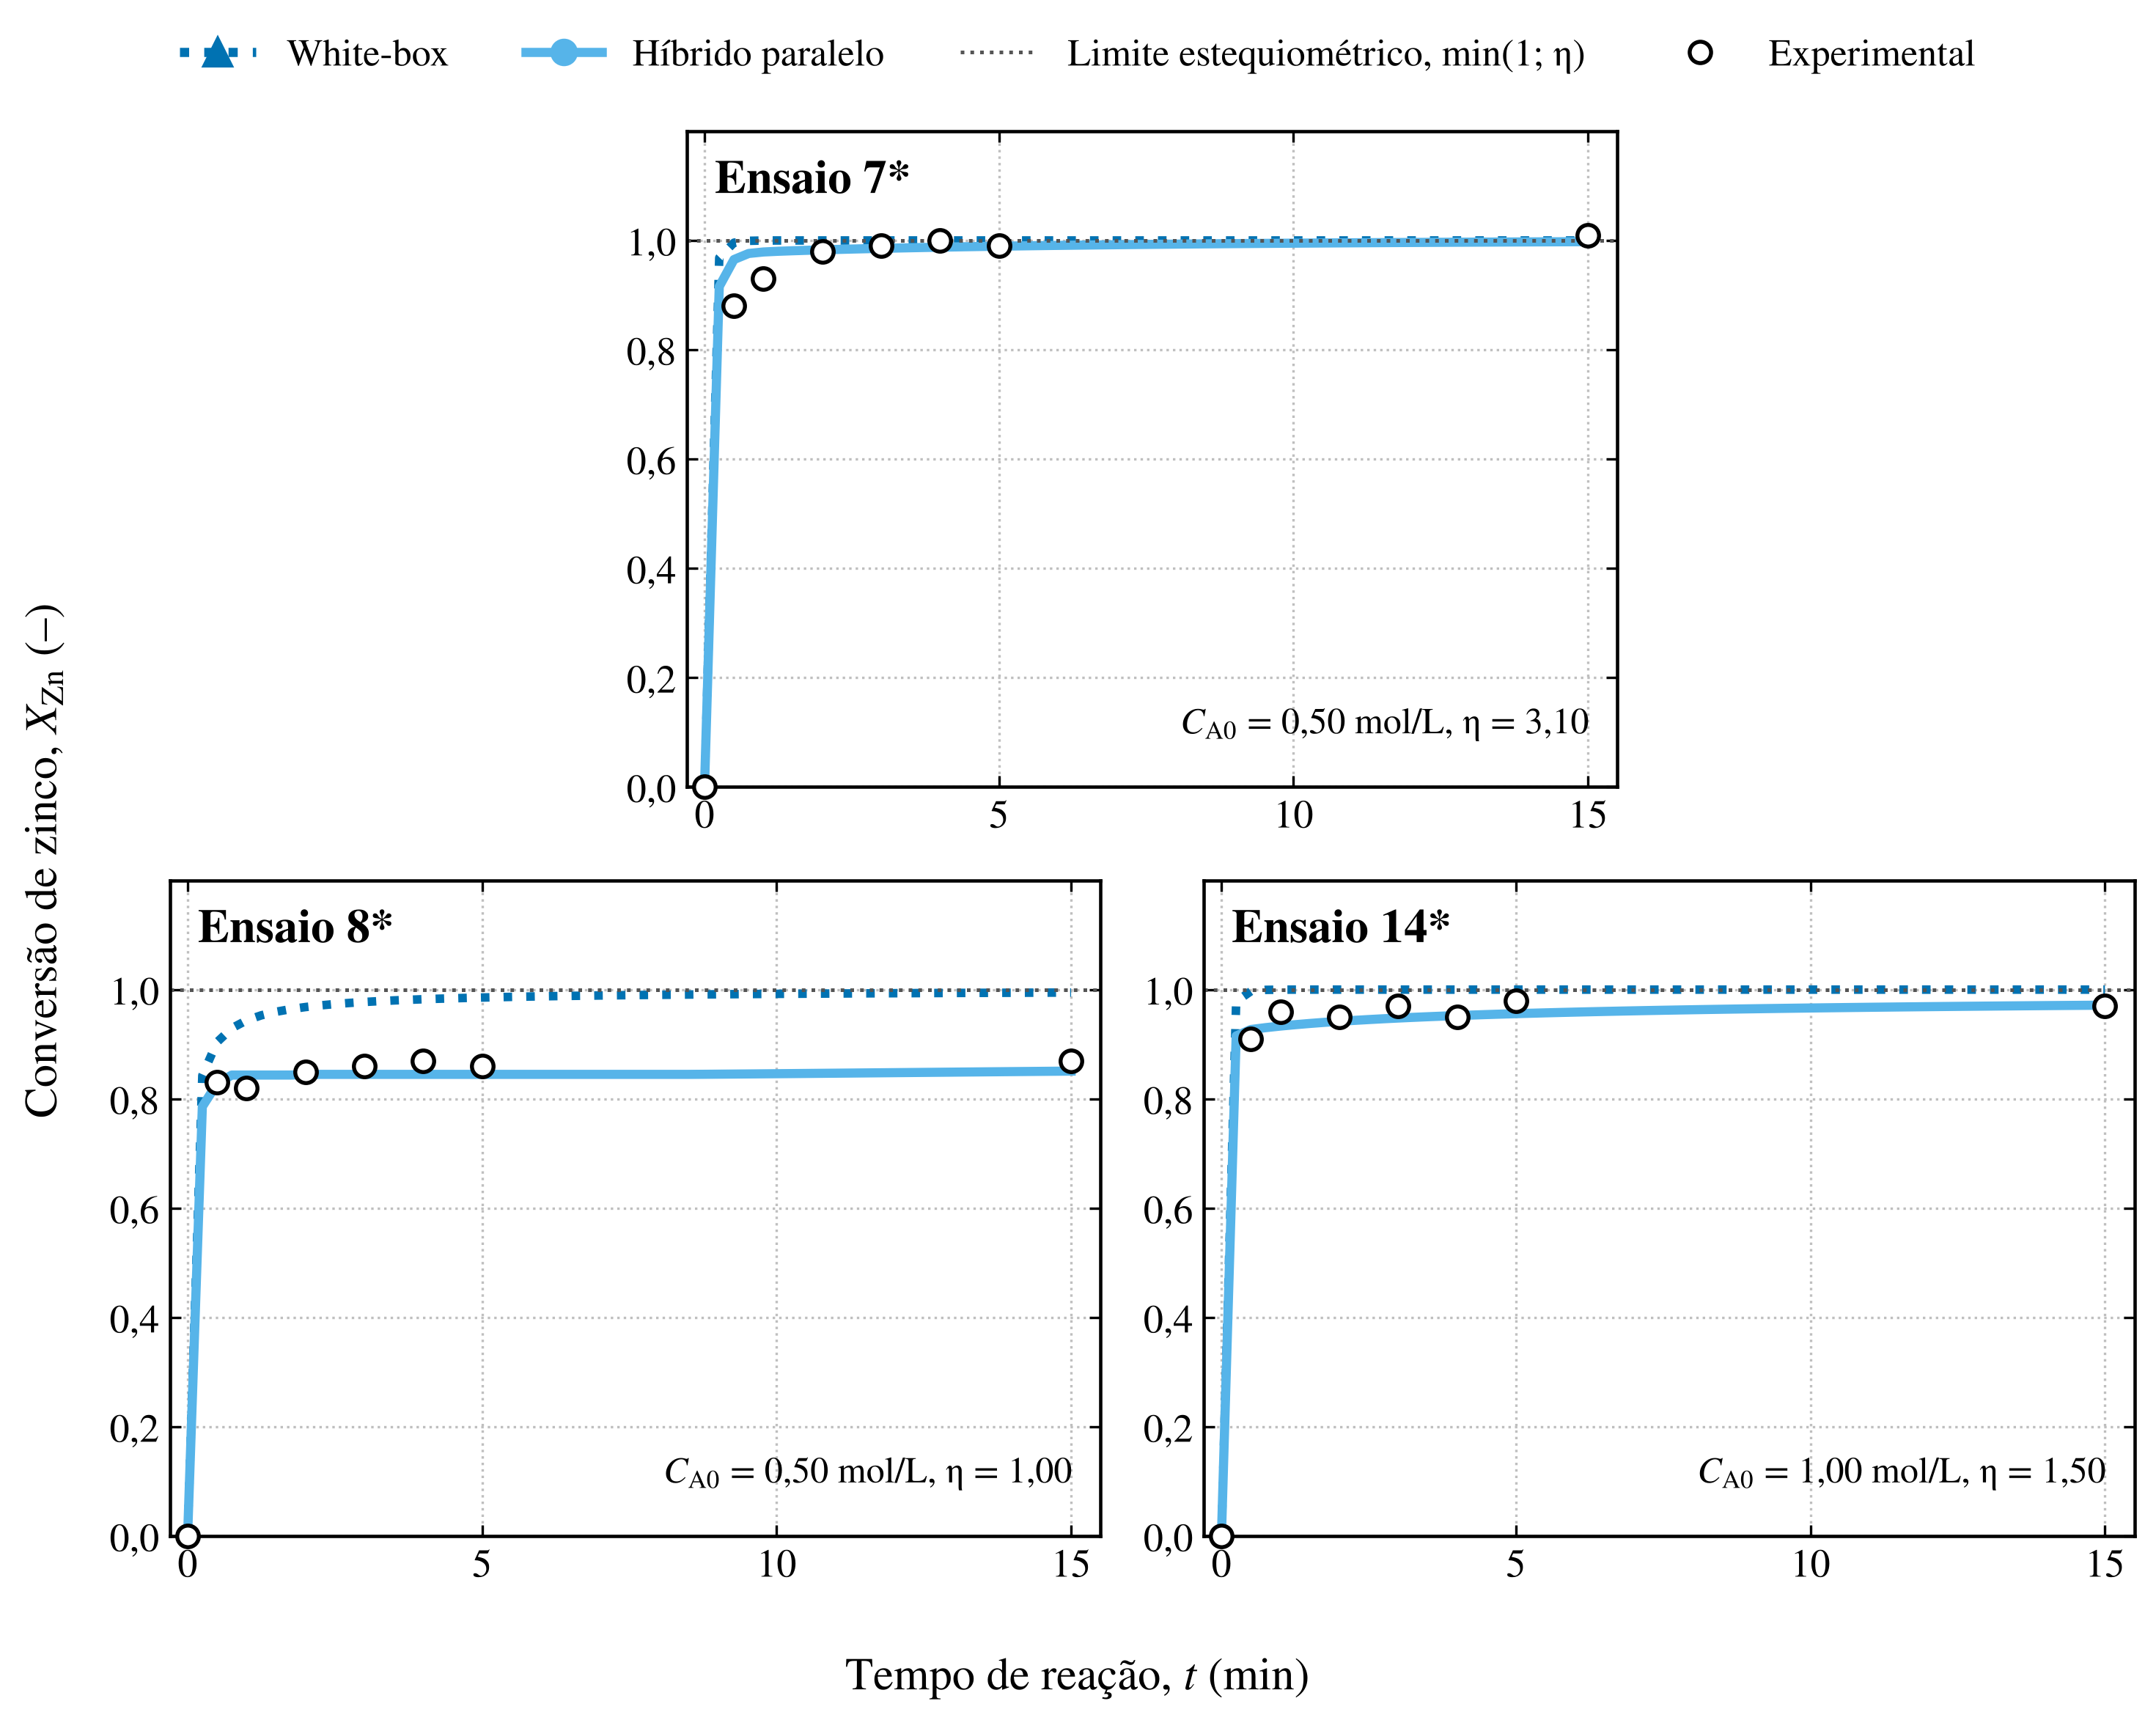 White-box Híbrido paralelo Limite estequiométrico, min(1; η) Experimental
Ensaio 7*
1,0
0,8
0,6
0,4
0,2
0,0
C_A0 = 0,50 mol/L, η = 3,10
0 5 10 15
Conversão de zinco, X_Zn (−)
Ensaio 8*
1,0
0,8
0,6
0,4
0,2
0,0
C_A0 = 0,50 mol/L, η = 1,00
0 5 10 15
Ensaio 14*
1,0
0,8
0,6
0,4
0,2
0,0
C_A0 = 1,00 mol/L, η = 1,50
0 5 10 15
Tempo de reação, t (min)